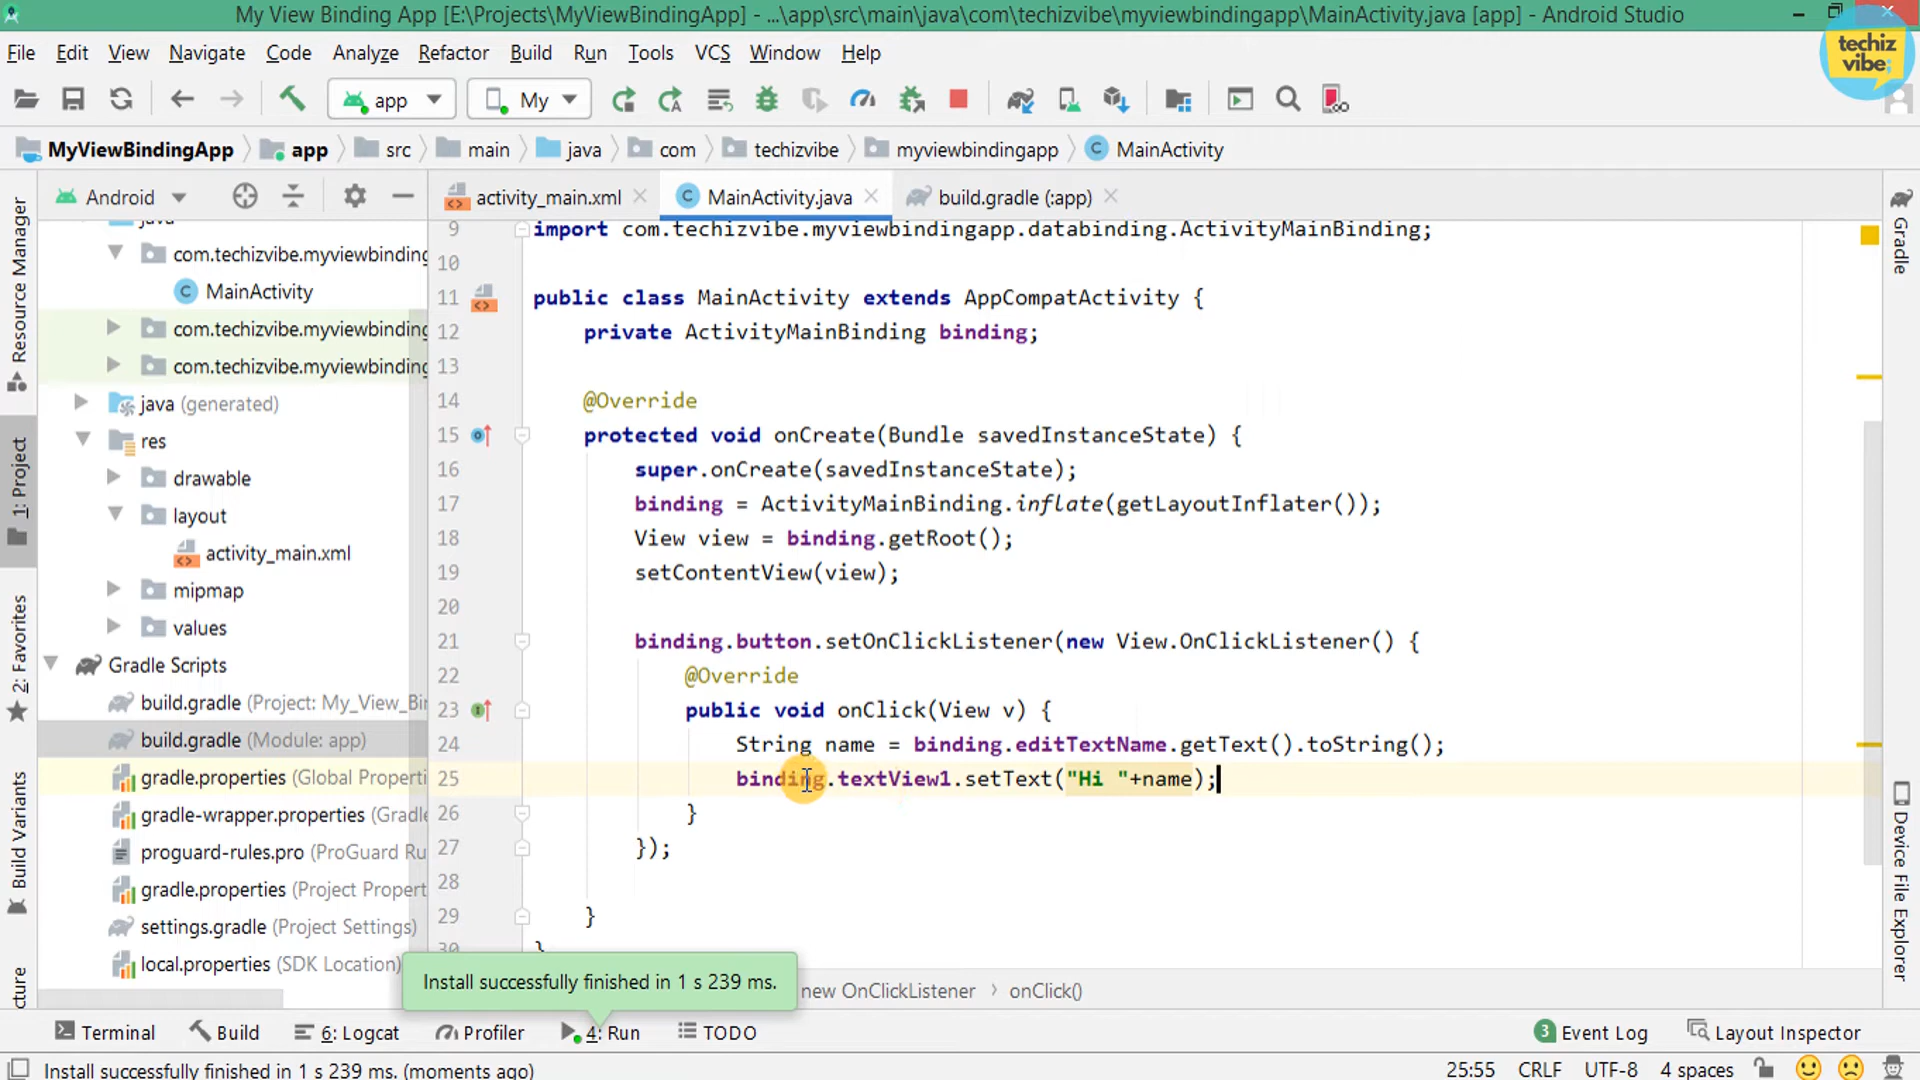 My View Binding App [E:\Projects\MyViewBindingApp] - ...\app\src\main\java\com\techizvibe\myviewbindingapp\MainActivity.java [app] - Android Studio
techiz
vibe
File Edit View Navigate Code Analyze Refactor Build Run Tools VCS Window Help
app My
MyViewBindingApp app src main java com techizvibe myviewbindingapp MainActivity
Android activity_main.xml MainActivity.java build.gradle (:app)
java
com.techizvibe.myviewbinding
MainActivity
com.techizvibe.myviewbinding
com.techizvibe.myviewbinding
java (generated)
res
drawable
layout
activity_main.xml
mipmap
values
Gradle Scripts
build.gradle (Project: My_View_Bi
build.gradle (Module: app)
gradle.properties (Global Properti
gradle-wrapper.properties (Gradle
proguard-rules.pro (ProGuard Ru
gradle.properties (Project Propert
settings.gradle (Project Settings)
local.properties (SDK Location)
Resource Manager
1: Project
2: Favorites
Build Variants
cture
9 import com.techizvibe.myviewbindingapp.databinding.ActivityMainBinding;
10
11 public class MainActivity extends AppCompatActivity {
12 private ActivityMainBinding binding;
13
14 @Override
15 protected void onCreate(Bundle savedInstanceState) {
16 super.onCreate(savedInstanceState);
17 binding = ActivityMainBinding.inflate(getLayoutInflater());
18 View view = binding.getRoot();
19 setContentView(view);
20
21 binding.button.setOnClickListener(new View.OnClickListener() {
22 @Override
23 public void onClick(View v) {
24 String name = binding.editTextName.getText().toString();
25 binding.textView1.setText("Hi "+name);
26 }
27 });
28
29 }
30 }
Gradle
Device File Explorer
Install successfully finished in 1 s 239 ms.
new OnClickListener onClick()
Terminal Build 6: Logcat Profiler 4: Run TODO 3 Event Log Layout Inspector
Install successfully finished in 1 s 239 ms. (moments ago) 25:55 CRLF UTF-8 4 spaces